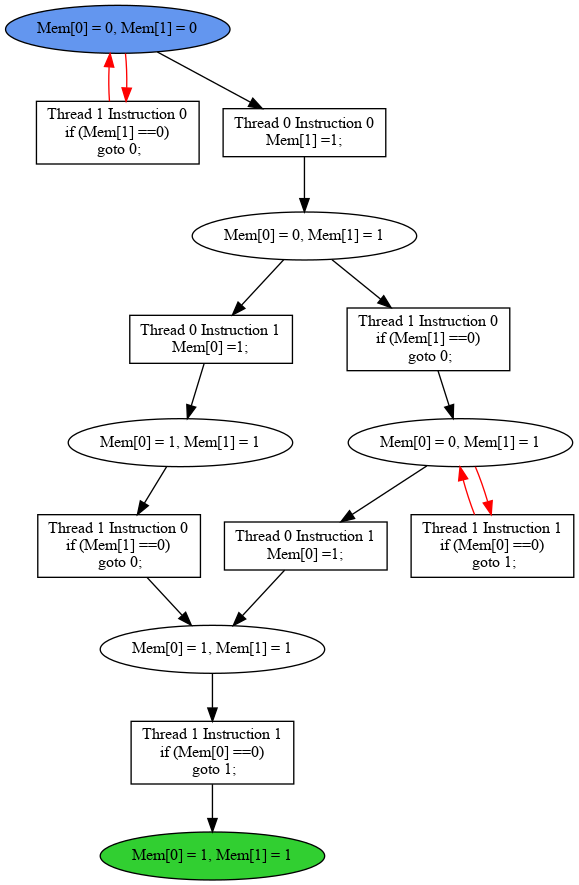 Mem[0] = 0, Mem[1] = 0
Thread 1 Instruction 0
if (Mem[1] ==0)
goto 0;
Thread 0 Instruction 0
Mem[1] =1;
Mem[0] = 0, Mem[1] = 1
Thread 0 Instruction 1
Mem[0] =1;
Thread 1 Instruction 0
if (Mem[1] ==0)
goto 0;
Mem[0] = 1, Mem[1] = 1
Mem[0] = 0, Mem[1] = 1
Thread 1 Instruction 0
if (Mem[1] ==0)
goto 0;
Thread 0 Instruction 1
Mem[0] =1;
Thread 1 Instruction 1
if (Mem[0] ==0)
goto 1;
Mem[0] = 1, Mem[1] = 1
Thread 1 Instruction 1
if (Mem[0] ==0)
goto 1;
Mem[0] = 1, Mem[1] = 1